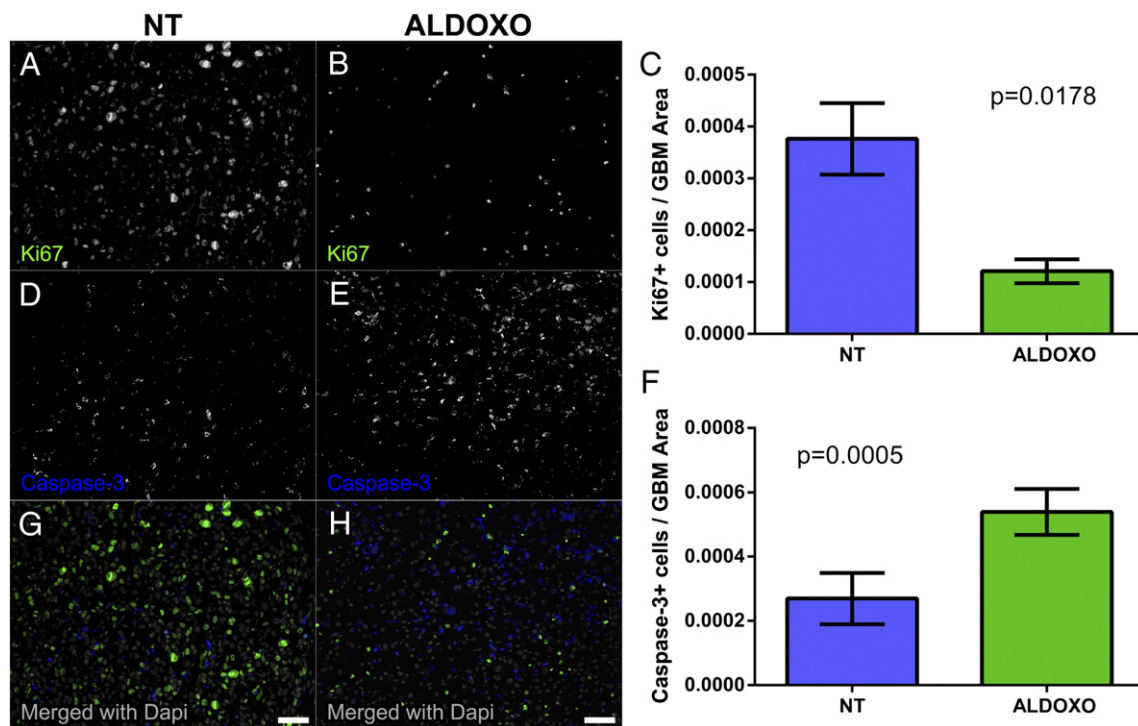 NT
ALDOXO
A
Ki67
B
Ki67
C
Ki67+ cells / GBM Area
0.0005
0.0004
0.0003
0.0002
0.0001
0.0000
p=0.0178
NT
ALDOXO
D
Caspase-3
E
Caspase-3
F
Caspase-3+ cells / GBM Area
0.0008
0.0006
0.0004
0.0002
0.0000
p=0.0005
NT
ALDOXO
G
Merged with Dapi
H
Merged with Dapi